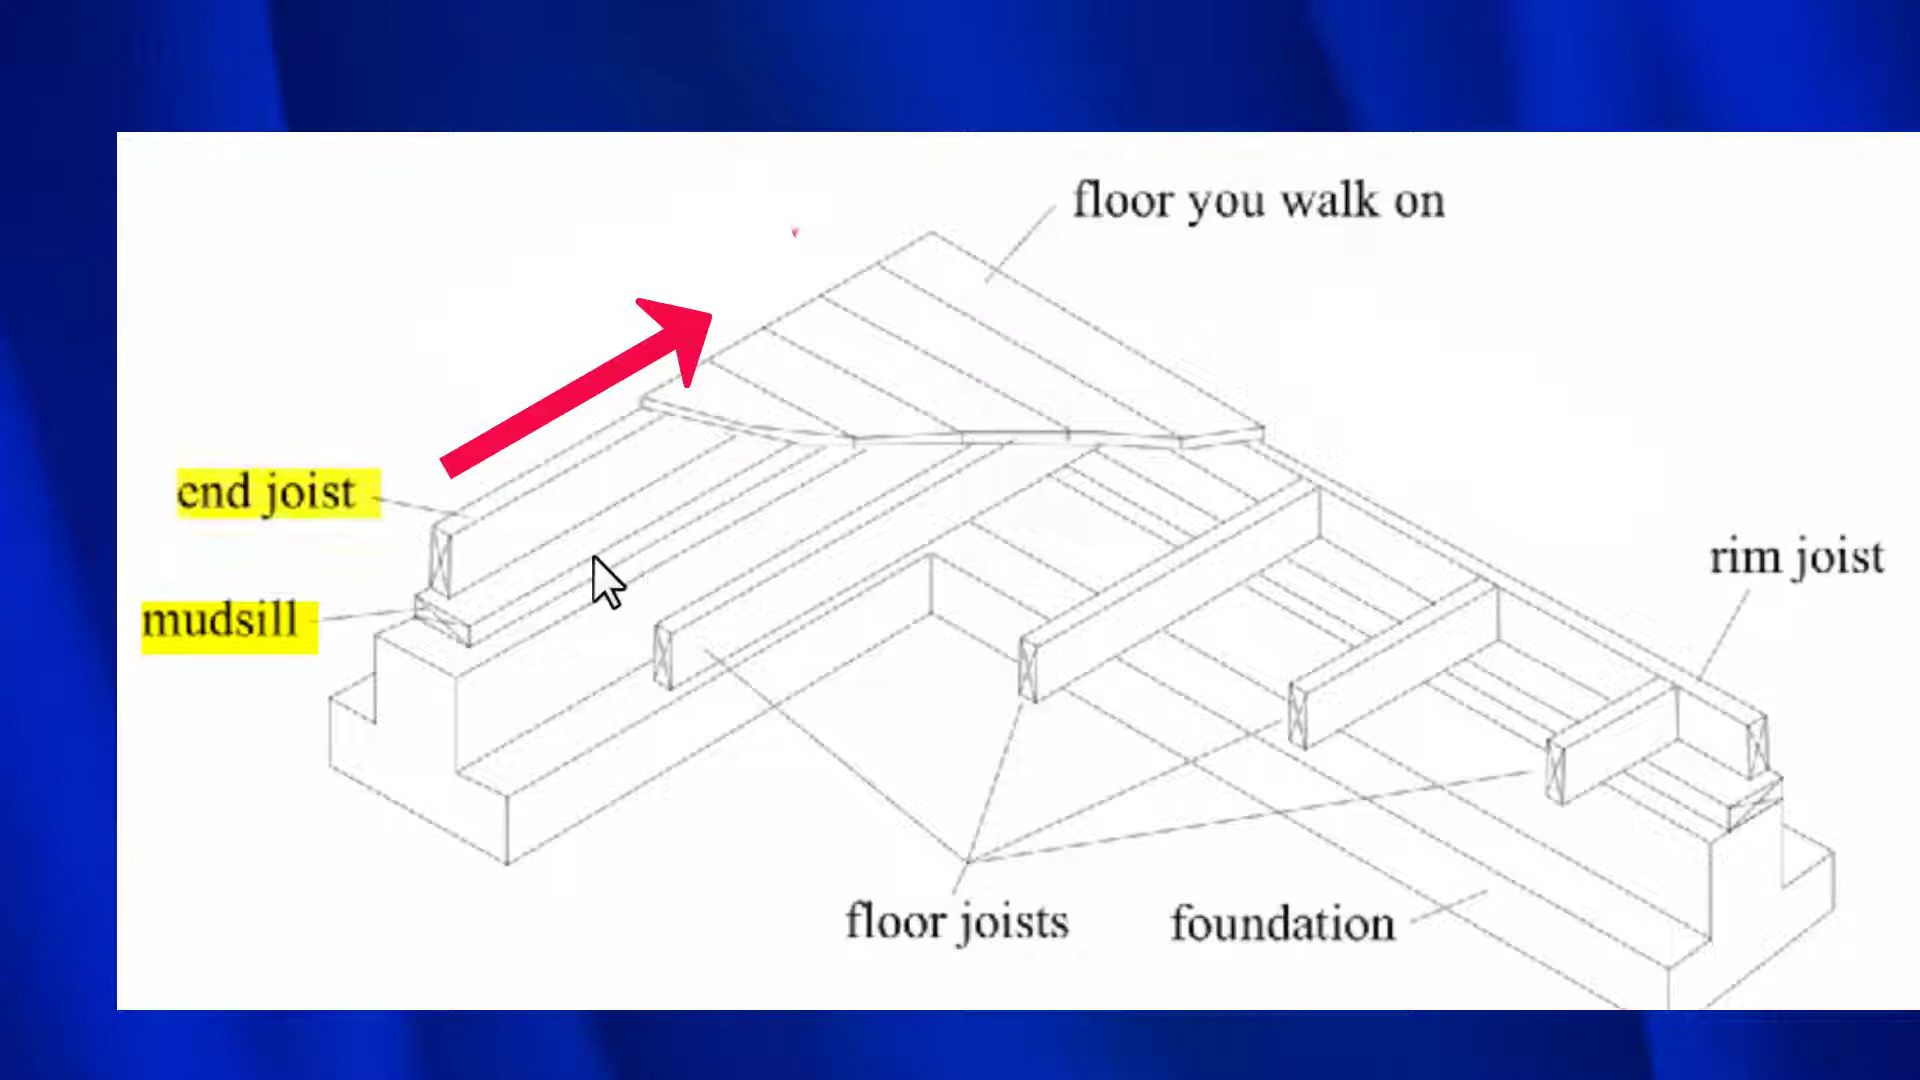 floor you walk on
end joist
rim joist
mudsill
floor joists
foundation